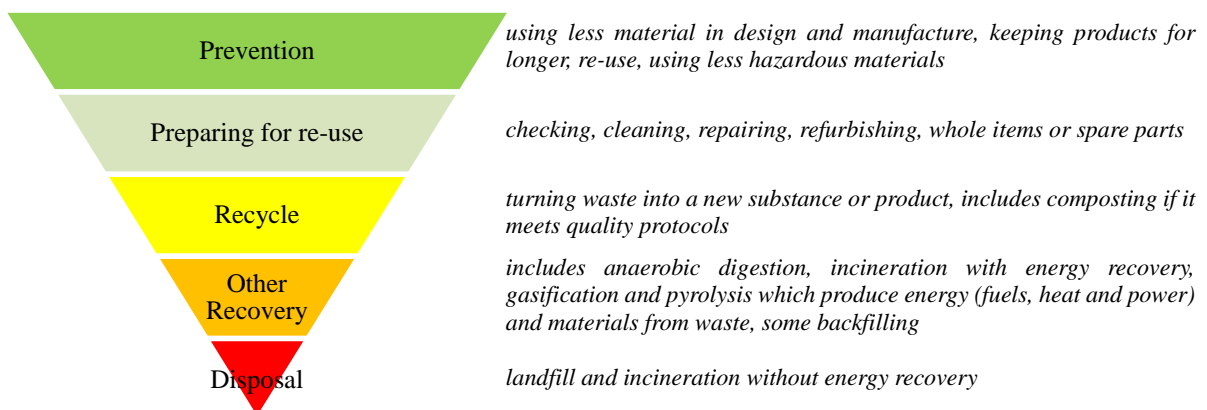 Prevention
using less material in design and manufacture, keeping products for
longer, re-use, using less hazardous materials
Preparing for re-use
checking, cleaning, repairing, refurbishing, whole items or spare parts
Recycle
turning waste into a new substance or product, includes composting if it
meets quality protocols
Other
Recovery
includes anaerobic digestion, incineration with energy recovery,
gasification and pyrolysis which produce energy (fuels, heat and power)
and materials from waste, some backfilling
Disposal
landfill and incineration without energy recovery